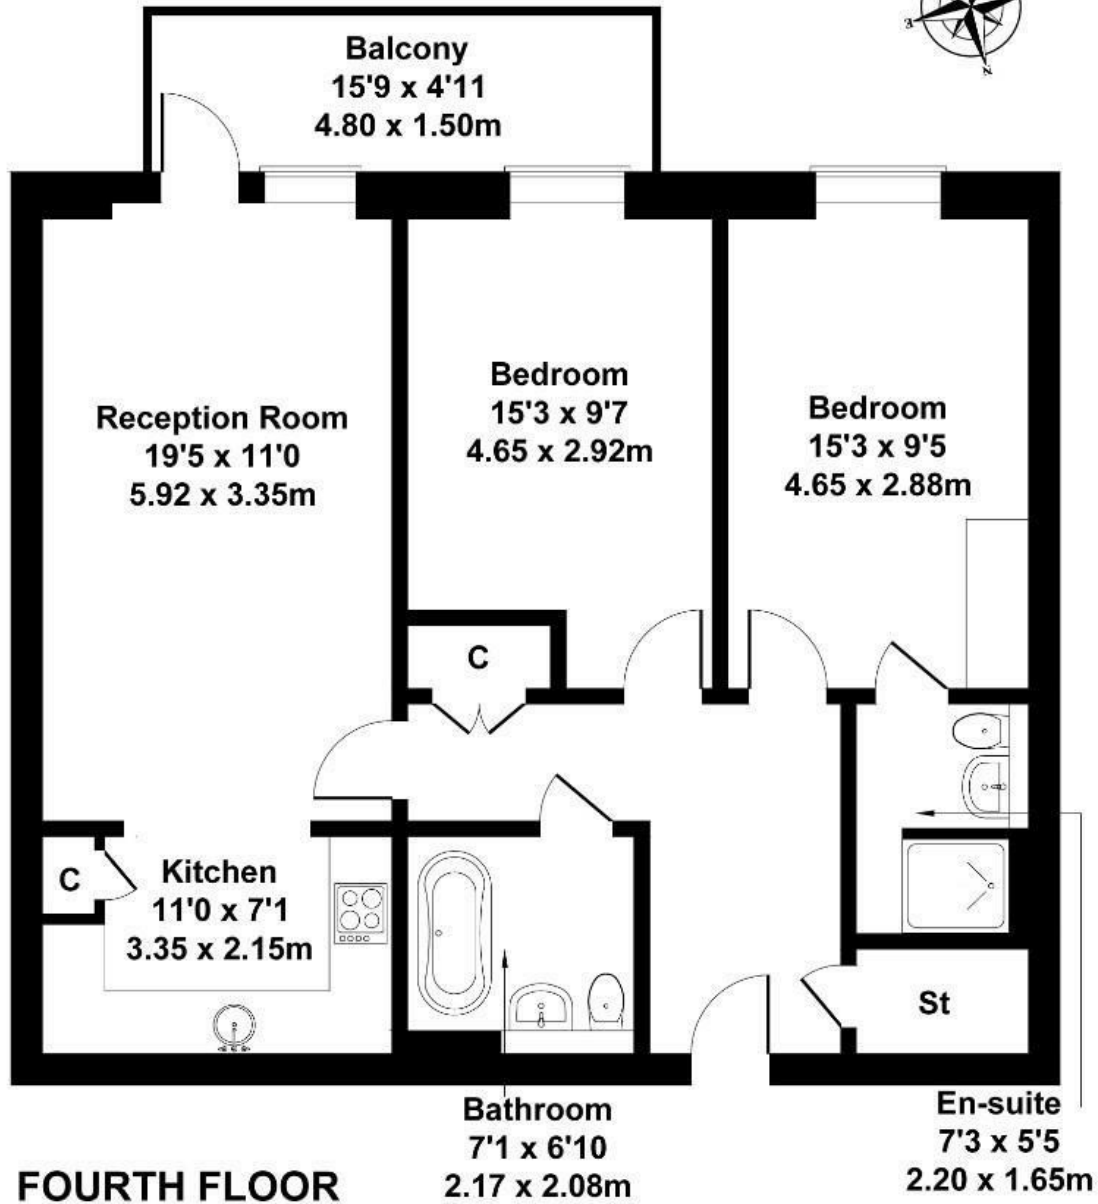 Balcony
15'9 x 4'11
4.80 x 1.50m
E
N
Reception Room
19'5 x 11'0
5.92 x 3.35m
Bedroom
15'3 x 9'7
4.65 x 2.92m
Bedroom
15'3 x 9'5
4.65 x 2.88m
C
C
Kitchen
11'0 x 7'1
3.35 x 2.15m
St
Bathroom
7'1 x 6'10
2.17 x 2.08m
En-suite
7'3 x 5'5
2.20 x 1.65m
FOURTH FLOOR